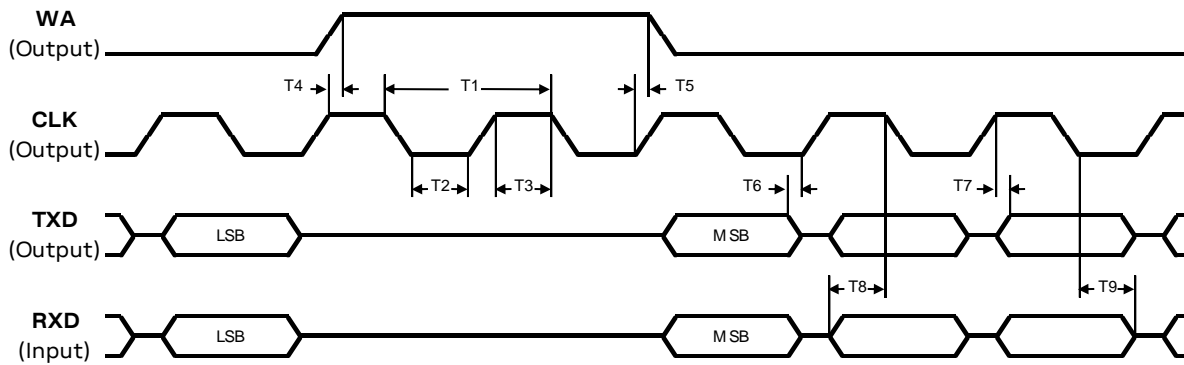 WA
(Output)
T4
T1
T5
CLK
(Output)
T2
T3
T6
T7
TXD
(Output)
LSB
MSB
T8
T9
RXD
(Input)
LSB
MSB